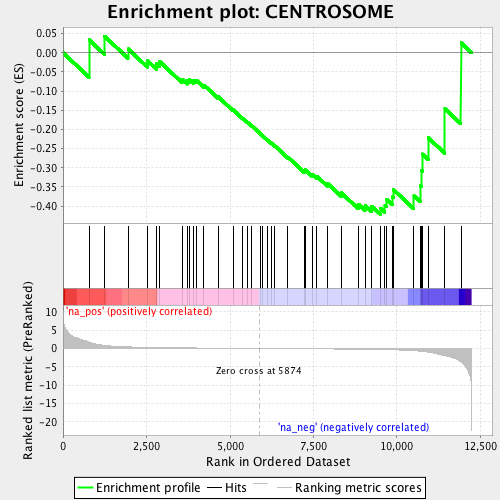 Enrichment plot: CENTROSOME
Enrichment score (ES)
0.05
0.00
-0.05
-0.10
-0.15
-0.20
-0.25
-0.30
-0.35
-0.40
'na_pos' (positively correlated)
Ranked list metric (PreRanked)
10
5
0
-5
-10
-15
-20
Zero cross at 5874
'na_neg' (negatively correlated)
0
2,500
5,000
7,500
10,000
12,500
Rank in Ordered Dataset
Enrichment profile
Hits
Ranking metric scores